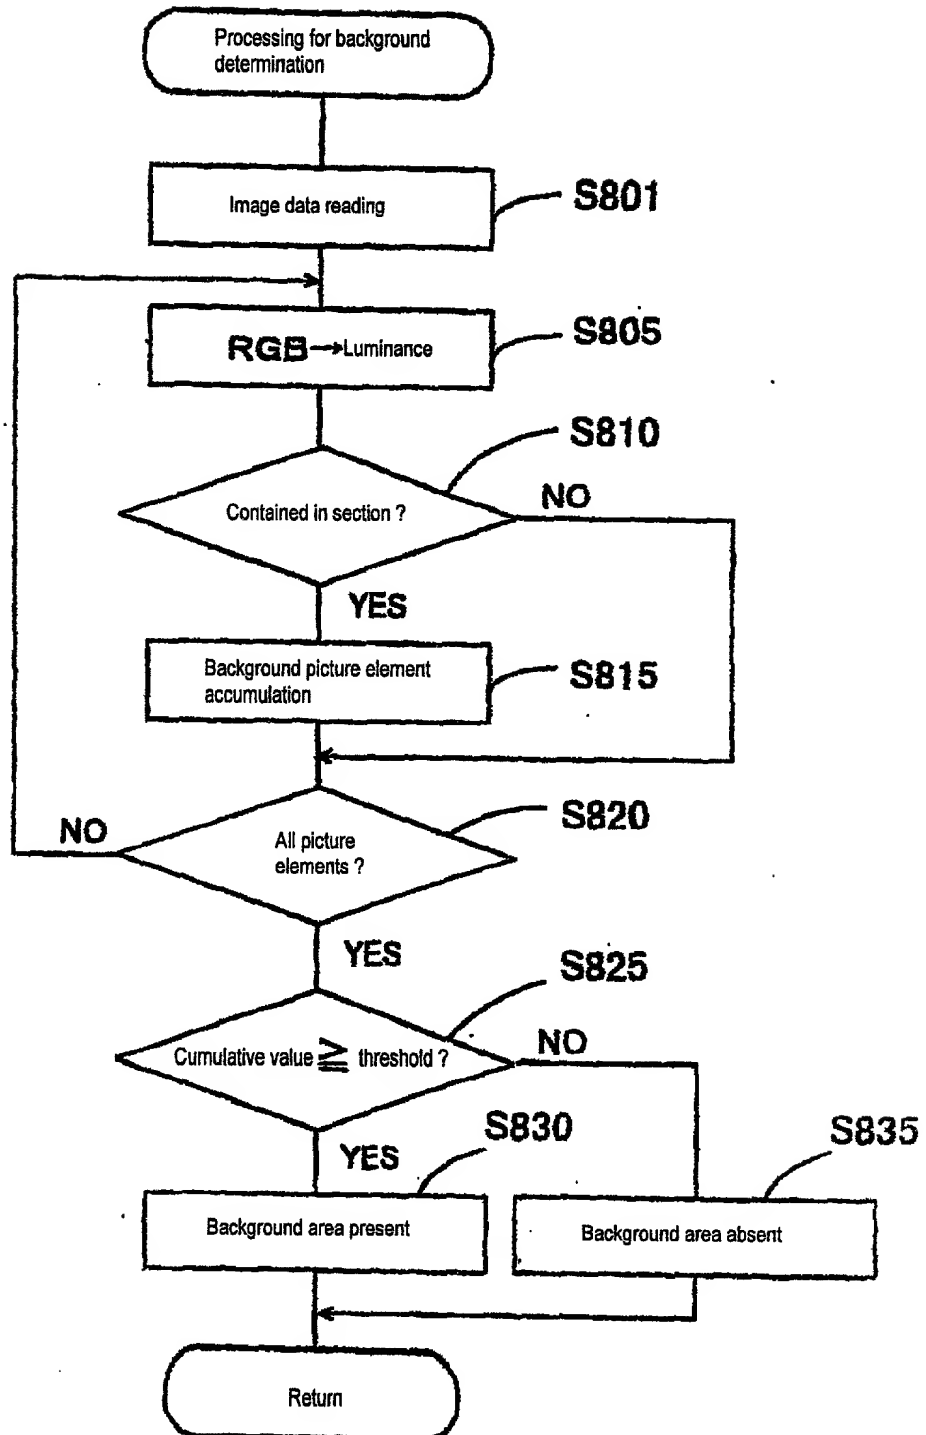 Processing for background
determination
Image data reading
S801
RGB→Luminance
S805
S810
Contained in section ?
NO
YES
Background picture element
accumulation
S815
S820
NO
All picture
elements ?
YES
S825
Cumulative value ≧ threshold ?
NO
YES
S830
S835
Background area present
Background area absent
Return